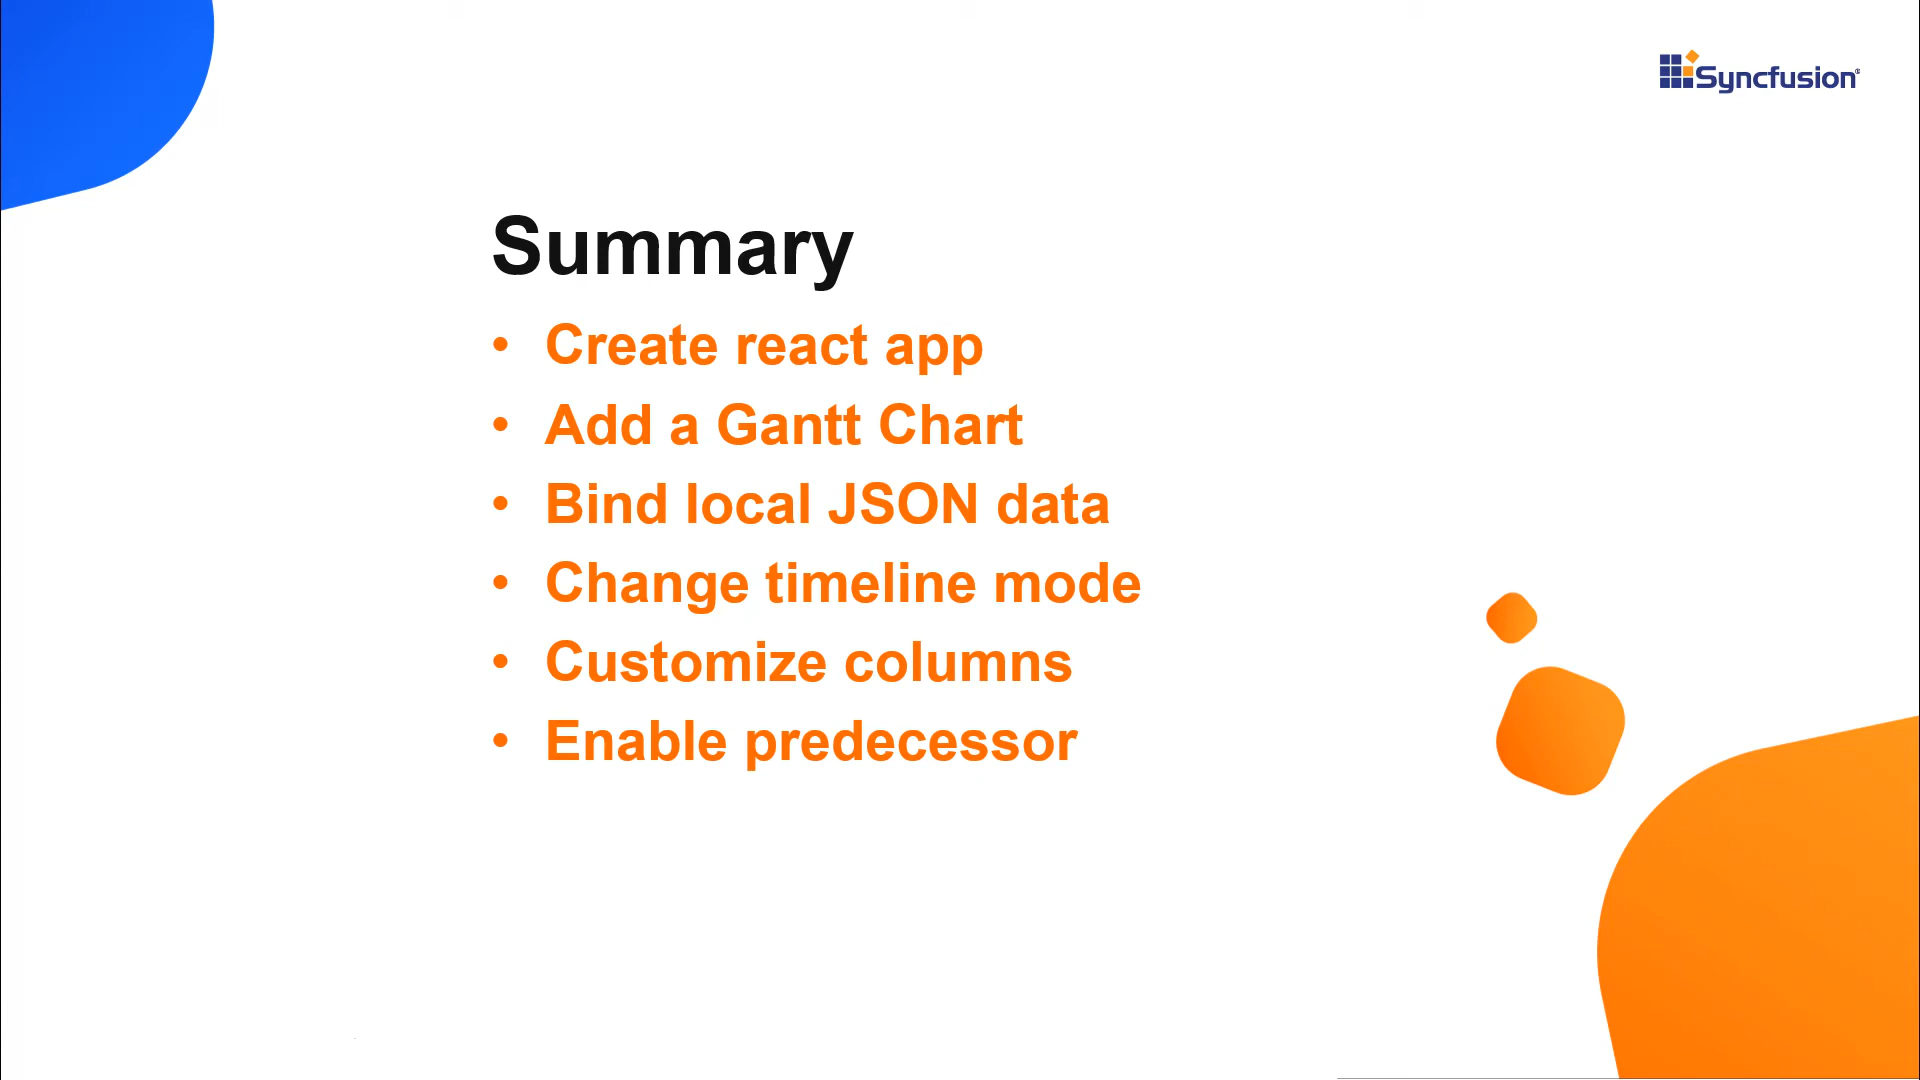 Syncfusion®
Summary
• Create react app
• Add a Gantt Chart
• Bind local JSON data
• Change timeline mode
• Customize columns
• Enable predecessor